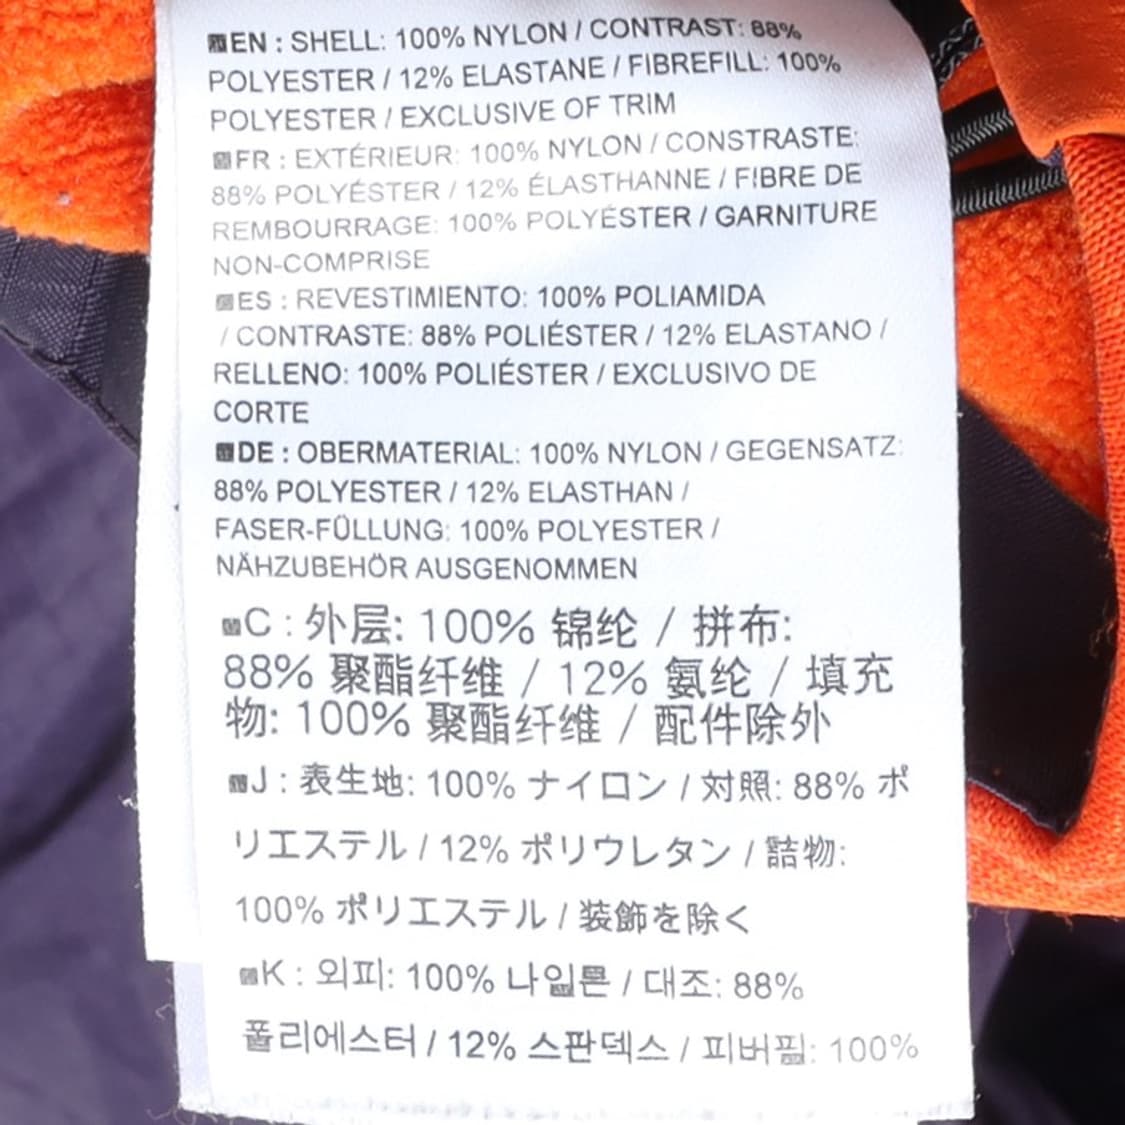 EN : SHELL: 100% NYLON / CONTRAST: 88%
POLYESTER / 12% ELASTANE / FIBREFILL: 100%
POLYESTER / EXCLUSIVE OF TRIM
FR : EXTÉRIEUR: 100% NYLON / CONSTRASTE:
88% POLYÉSTER / 12% ÉLASTHANNE / FIBRE DE
REMBOURRAGE: 100% POLYÉSTER / GARNITURE
NON-COMPRISE
ES : REVESTIMIENTO: 100% POLIAMIDA
/ CONTRASTE: 88% POLIÉSTER / 12% ELASTANO /
RELLENO: 100% POLIÉSTER / EXCLUSIVO DE
CORTE
DE : OBERMATERIAL: 100% NYLON / GEGENSATZ:
88% POLYESTER / 12% ELASTHAN /
FASER-FÜLLUNG: 100% POLYESTER /
NÄHZUBEHÖR AUSGENOMMEN
C : 外层: 100% 锦纶 / 拼布:
88% 聚酯纤维 / 12% 氨纶 / 填充
物: 100% 聚酯纤维 / 配件除外
J : 表生地: 100% ナイロン / 対照: 88% ポ
リエステル / 12% ポリウレタン / 詰物:
100% ポリエステル / 装飾を除く
K : 외피: 100% 나일론 / 대조: 88%
폴리에스터 / 12% 스판덱스 / 피버필: 100%